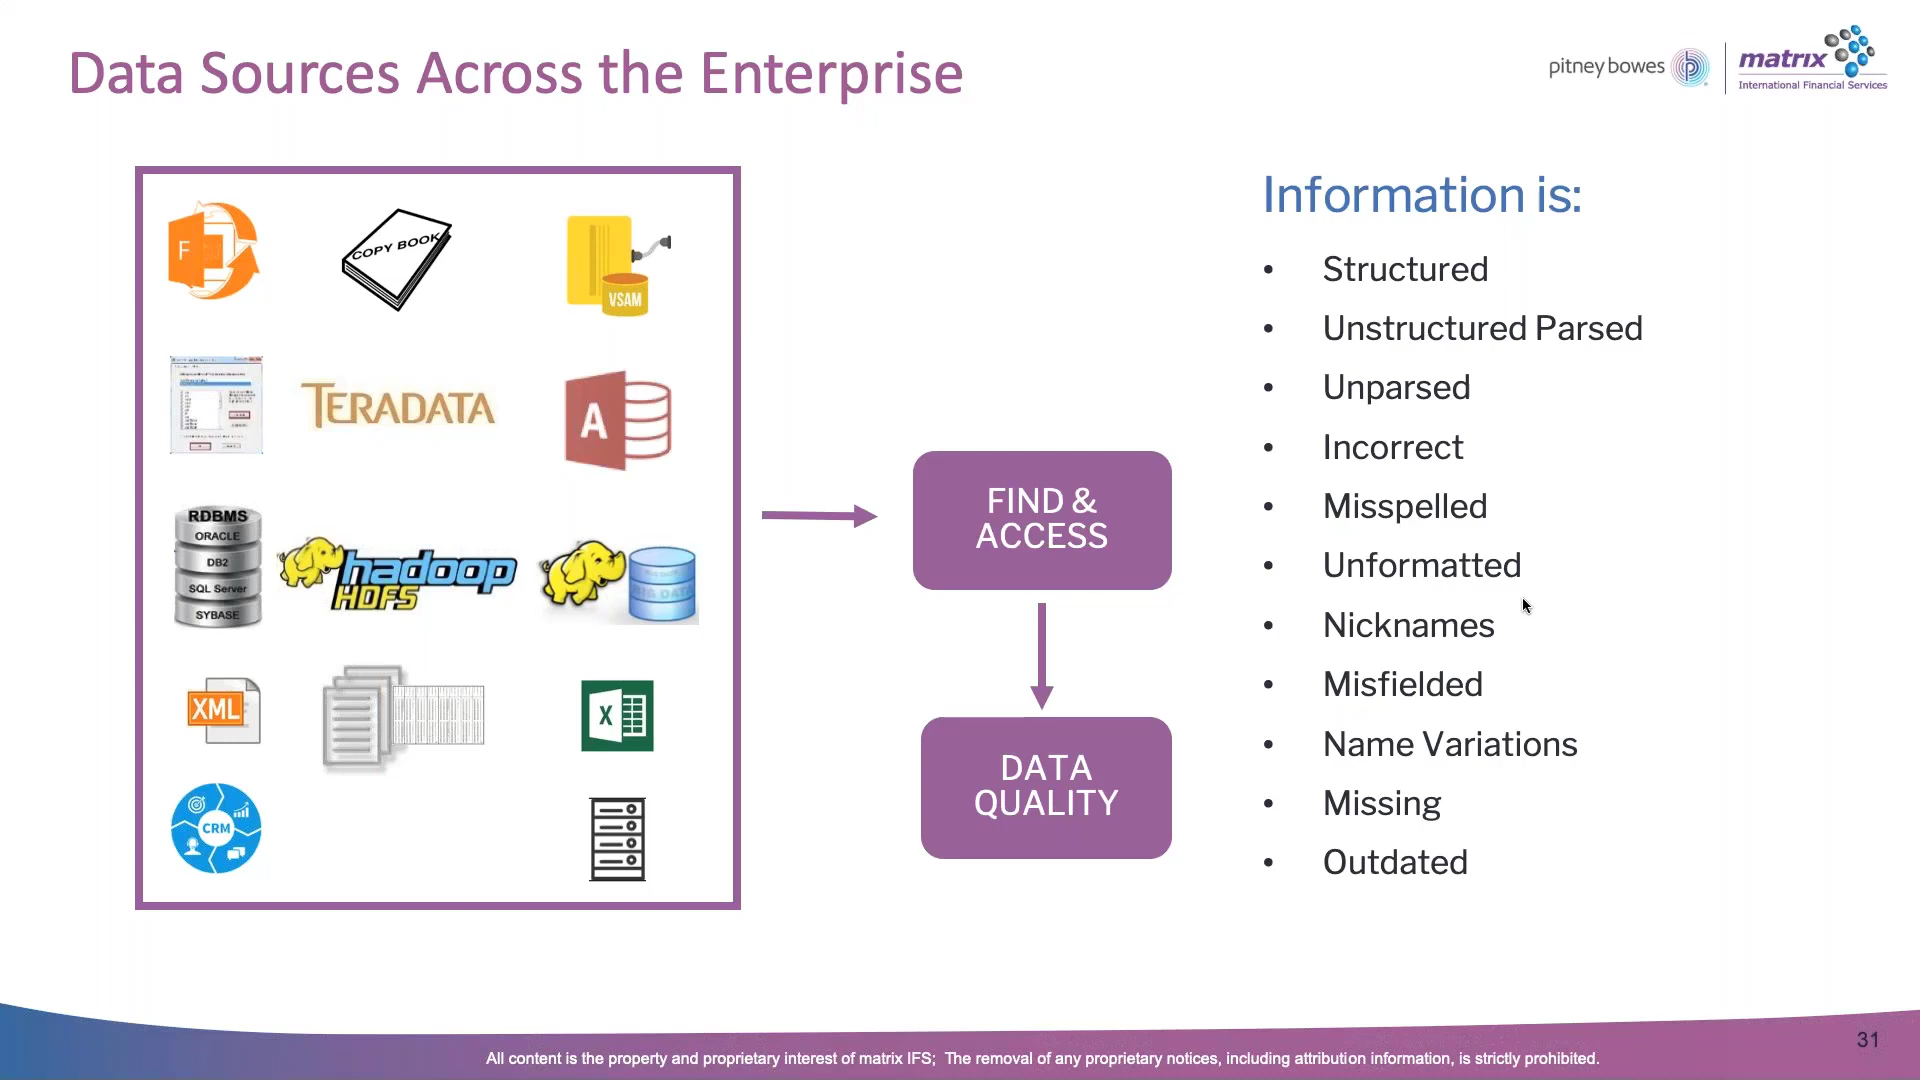 Data Sources Across the Enterprise
pitney bowes
matrix
International Financial Services
F
COPY BOOK
VSAM
TERADATA
A
RDBMS
ORACLE
DB2
SQL Server
SYBASE
hadoop
HDFS
BIG DATA
XML
X
CRM
FIND &
ACCESS
DATA
QUALITY
Information is:
• Structured
• Unstructured Parsed
• Unparsed
• Incorrect
• Misspelled
• Unformatted
• Nicknames
• Misfielded
• Name Variations
• Missing
• Outdated
31
All content is the property and proprietary interest of matrix IFS; The removal of any proprietary notices, including attribution information, is strictly prohibited.